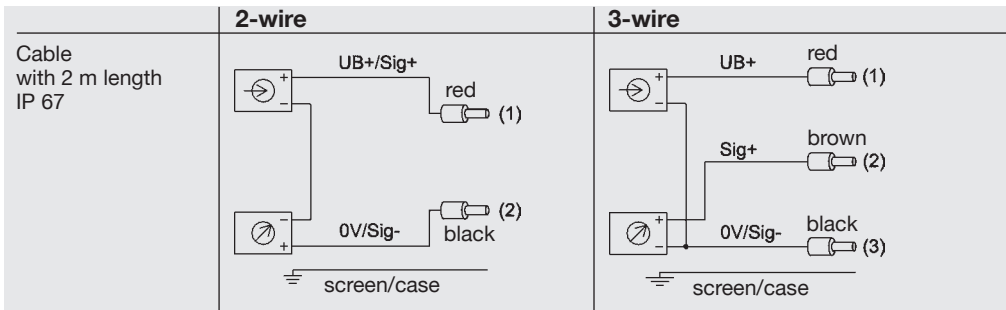 2-wire
3-wire
Cable
with 2 m length
IP 67
UB+/Sig+
red
(1)
+
−
−
+
(2)
0V/Sig-
black
screen/case
UB+
red
(1)
+
−
Sig+
brown
(2)
+
−
0V/Sig-
black
(3)
screen/case